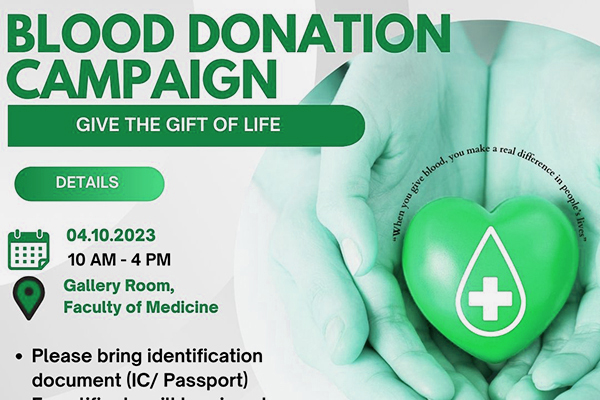 BLOOD DONATION
CAMPAIGN
GIVE THE GIFT OF LIFE
"When you give blood, you make a real difference in people's lives"
DETAILS
04.10.2023
10 AM - 4 PM
Gallery Room,
Faculty of Medicine
• Please bring identification
document (IC/ Passport)